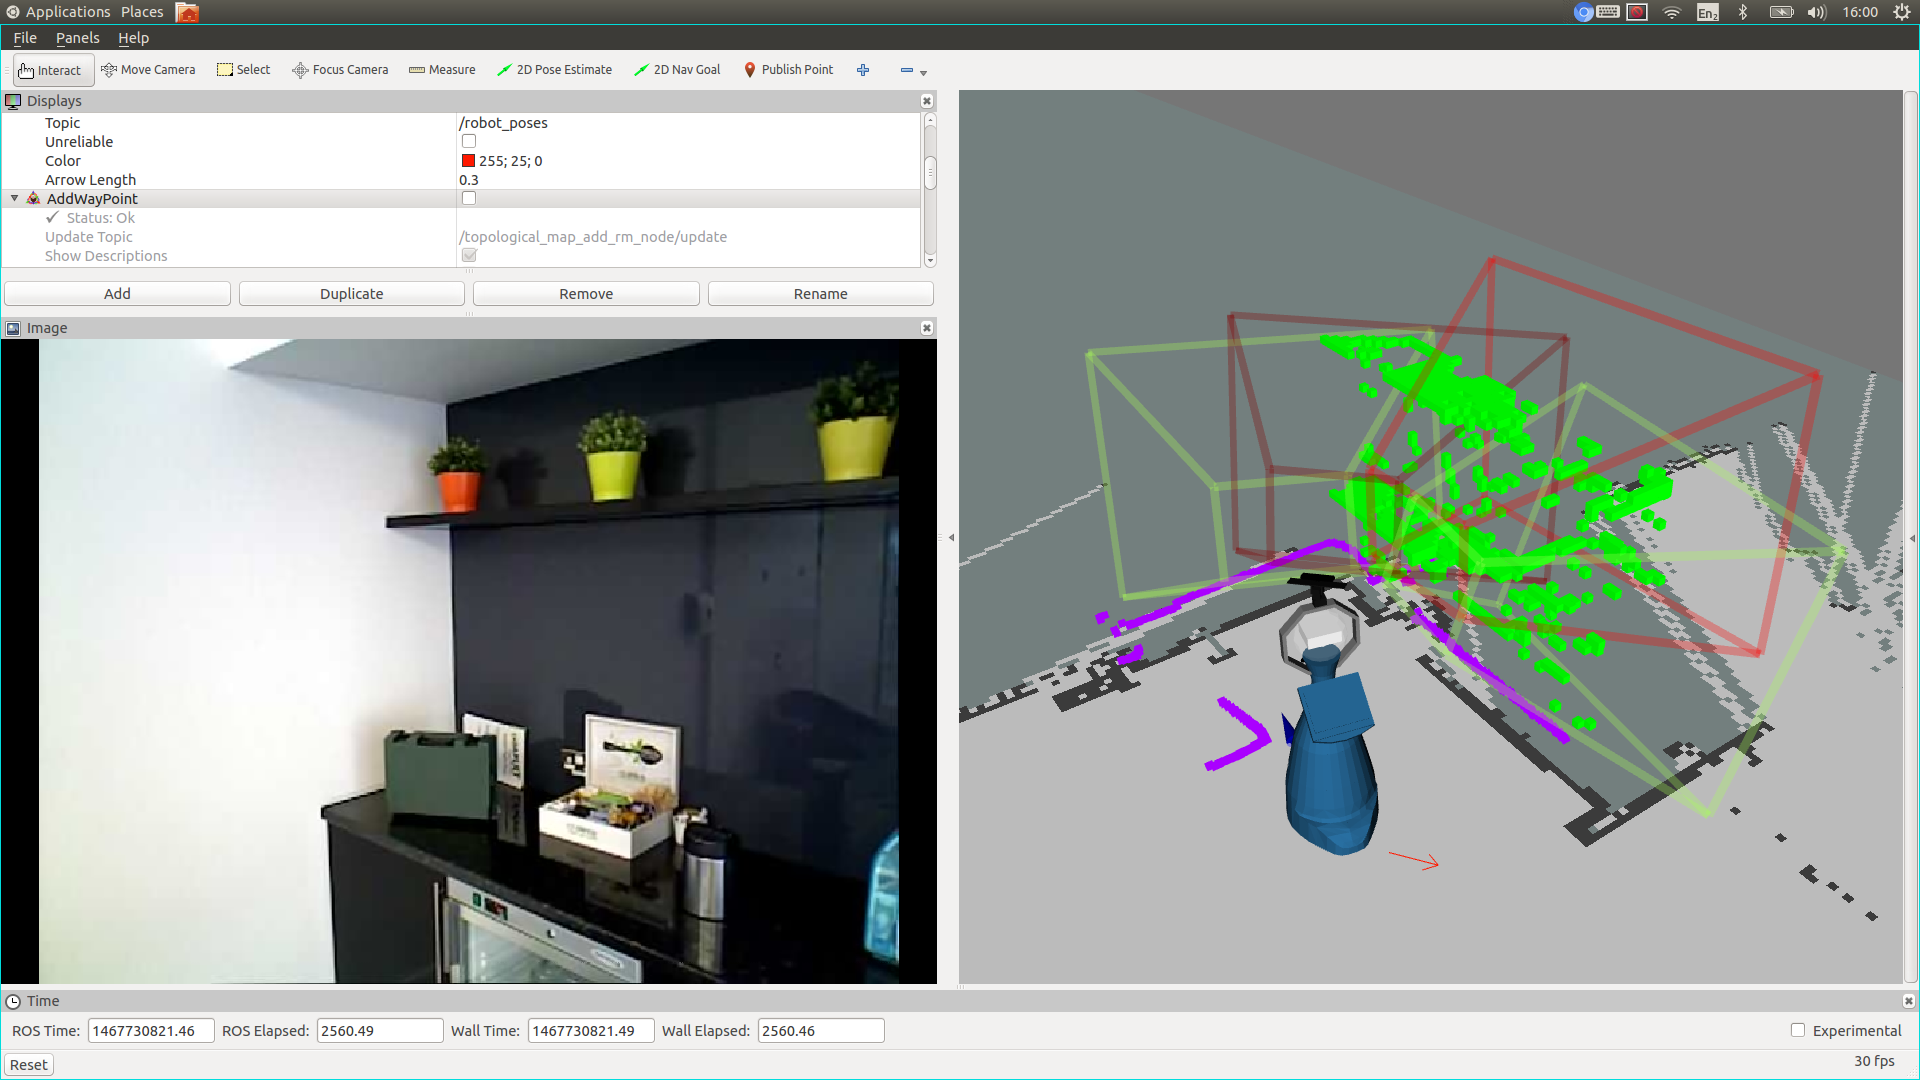 Applications Places En2 16:00
File Panels Help
Interact Move Camera Select Focus Camera Measure 2D Pose Estimate 2D Nav Goal Publish Point
Displays
Topic /robot_poses
Unreliable
Color 255; 25; 0
Arrow Length 0.3
AddWayPoint
Status: Ok
Update Topic /topological_map_add_rm_node/update
Show Descriptions
Add Duplicate Remove Rename
Image
Time
ROS Time: 1467730821.46 ROS Elapsed: 2560.49 Wall Time: 1467730821.49 Wall Elapsed: 2560.46 Experimental
Reset 30 fps